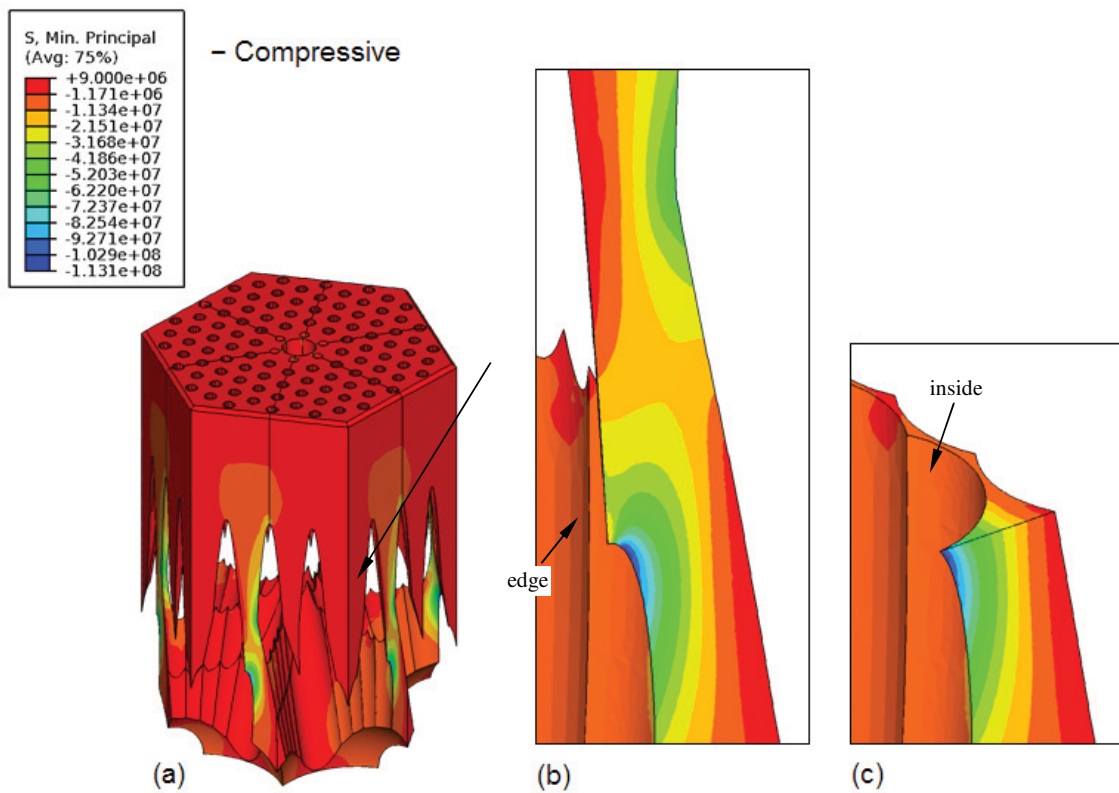 S, Min. Principal
(Avg: 75%)
+9.000e+06
-1.171e+06
-1.134e+07
-2.151e+07
-3.168e+07
-4.186e+07
-5.203e+07
-6.220e+07
-7.237e+07
-8.254e+07
-9.271e+07
-1.029e+08
-1.131e+08
– Compressive
inside
edge
(a)
(b)
(c)